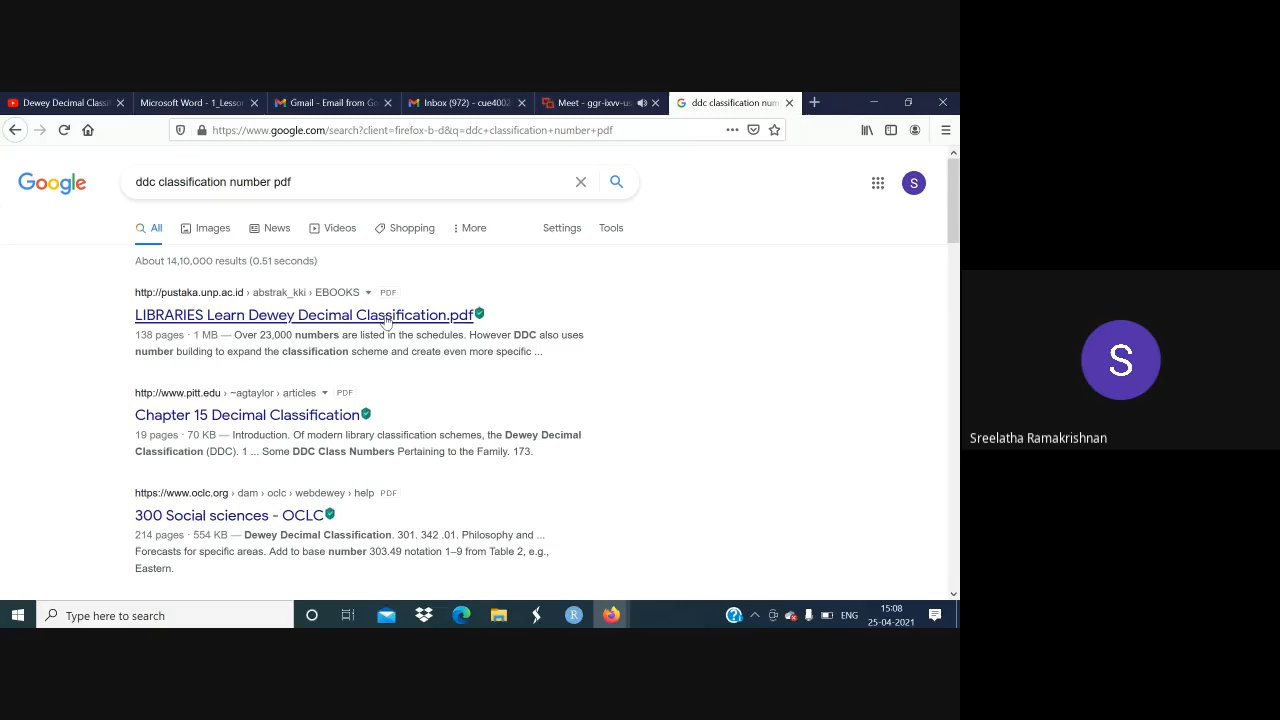 Dewey Decimal Classif
Microsoft Word - 1_Lesso
Gmail - Email from Go
Inbox (972) - cue4002
Meet - ggr-ixvv-us
ddc classification num
https://www.google.com/search?client=firefox-b-d&q=ddc+classification+number+pdf
Google
ddc classification number pdf
S
All
Images
News
Videos
Shopping
More
Settings
Tools
About 14,10,000 results (0.51 seconds)
http://pustaka.unp.ac.id › abstrak_kki › EBOOKS PDF
LIBRARIES Learn Dewey Decimal Classification.pdf
138 pages · 1 MB — Over 23,000 numbers are listed in the schedules. However DDC also uses
number building to expand the classification scheme and create even more specific ...
http://www.pitt.edu › ~agtaylor › articles PDF
Chapter 15 Decimal Classification
19 pages · 70 KB — Introduction. Of modern library classification schemes, the Dewey Decimal
Classification (DDC). 1 ... Some DDC Class Numbers Pertaining to the Family. 173.
https://www.oclc.org › dam › oclc › webdewey › help PDF
300 Social sciences - OCLC
214 pages · 554 KB — Dewey Decimal Classification. 301. 342 .01. Philosophy and ...
Forecasts for specific areas. Add to base number 303.49 notation 1–9 from Table 2, e.g.,
Eastern.
S
Sreelatha Ramakrishnan
Type here to search
R
ENG
15:08
25-04-2021